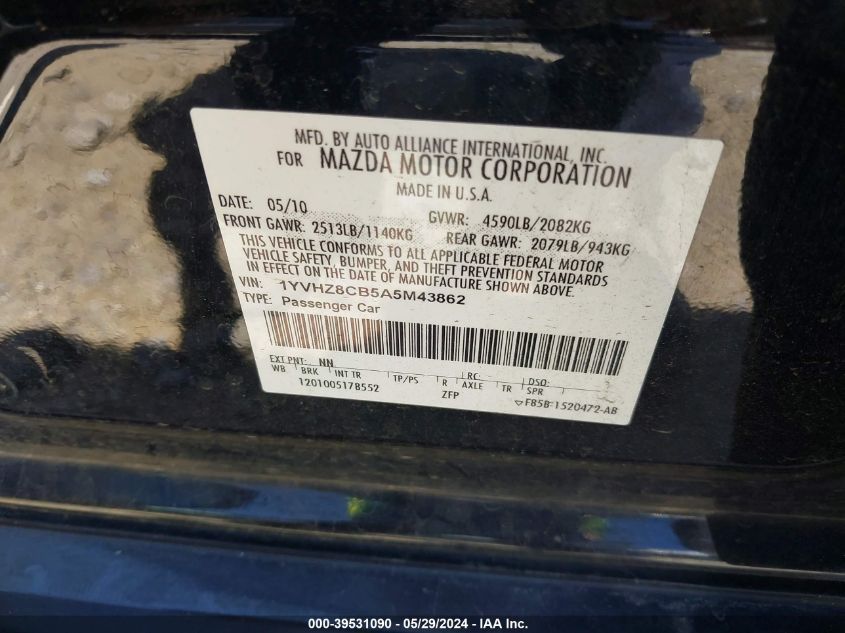 MFD. BY AUTO ALLIANCE INTERNATIONAL, INC.
FOR MAZDA MOTOR CORPORATION
MADE IN U.S.A.
DATE: 05/10 GVWR: 4590LB/2082KG
FRONT GAWR: 2513LB/1140KG REAR GAWR: 2079LB/943KG
THIS VEHICLE CONFORMS TO ALL APPLICABLE FEDERAL MOTOR
VEHICLE SAFETY, BUMPER, AND THEFT PREVENTION STANDARDS
IN EFFECT ON THE DATE OF MANUFACTURE SHOWN ABOVE.
VIN: 1YVHZ8CB5A5M43862
TYPE: Passenger Car
EXT PNT: NN RC: DSO:
WB BRK INT TR TP/PS R AXLE TR SPR
1201005178552 ZFP ▽F85B-1520472-AB
000-39531090 - 05/29/2024 - IAA Inc.